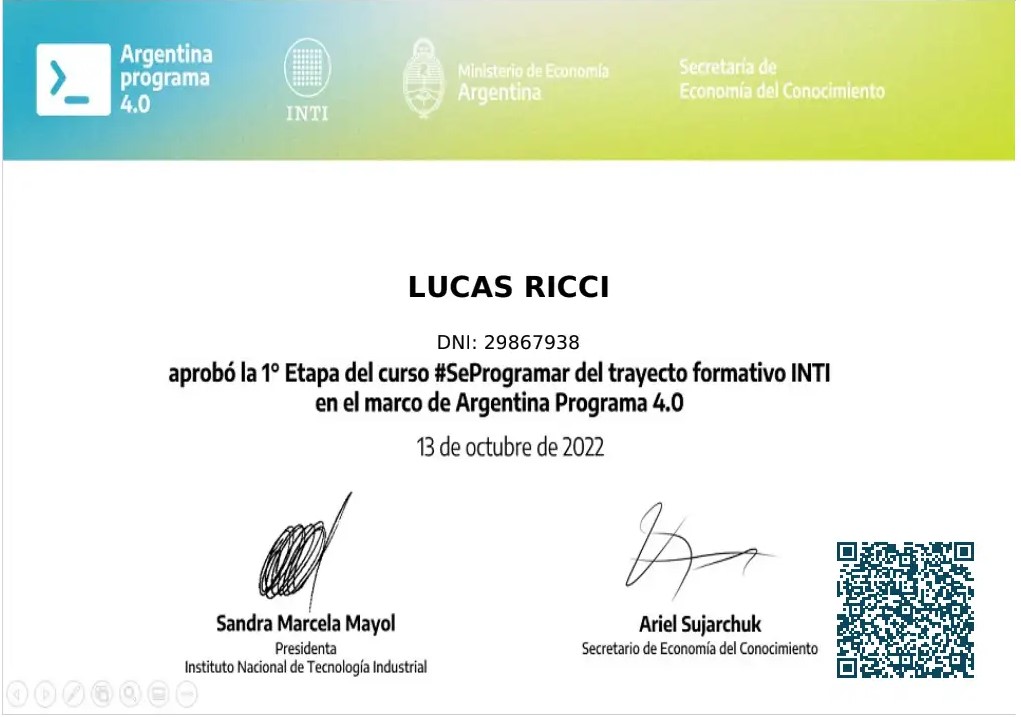 Argentina
programa
4.0
INTI
Ministerio de Economía
Argentina
Secretaría de
Economía del Conocimiento
LUCAS RICCI
DNI: 29867938
aprobó la 1° Etapa del curso #SeProgramar del trayecto formativo INTI
en el marco de Argentina Programa 4.0
13 de octubre de 2022
Sandra Marcela Mayol
Presidenta
Instituto Nacional de Tecnología Industrial
Ariel Sujarchuk
Secretario de Economía del Conocimiento